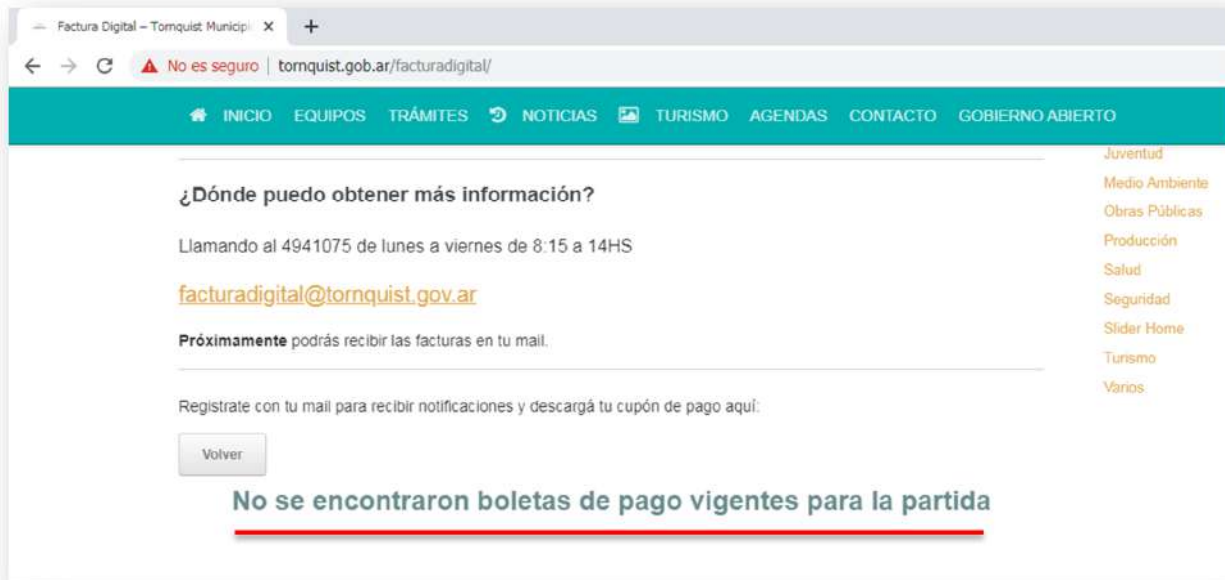 Factura Digital – Tornquist Municipi
No es seguro | tornquist.gob.ar/facturadigital/
INICIO EQUIPOS TRÁMITES NOTICIAS TURISMO AGENDAS CONTACTO GOBIERNO ABIERTO
Juventud
Medio Ambiente
Obras Públicas
Producción
Salud
Seguridad
Slider Home
Turismo
Varios
¿Dónde puedo obtener más información?
Llamando al 4941075 de lunes a viernes de 8:15 a 14HS
facturadigital@tornquist.gov.ar
Próximamente podrás recibir las facturas en tu mail.
Registrate con tu mail para recibir notificaciones y descargá tu cupón de pago aquí:
Volver
No se encontraron boletas de pago vigentes para la partida